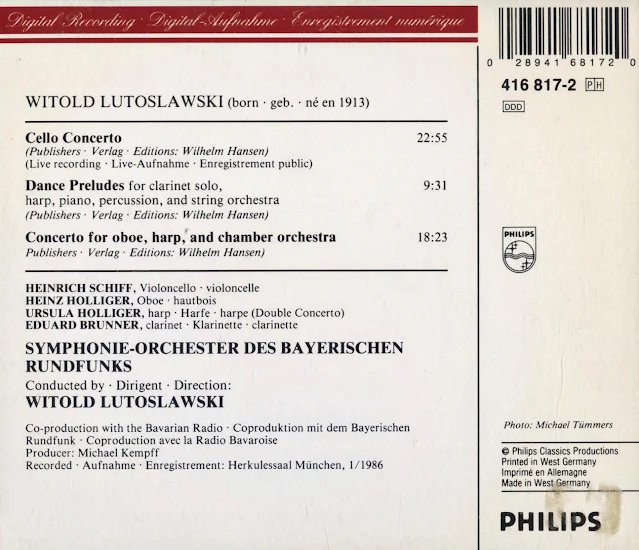 Digital Recording · Digital-Aufnahme · Enregistrement numérique
WITOLD LUTOSLAWSKI (born · geb. · né en 1913)
Cello Concerto 22:55
(Publishers · Verlag · Editions: Wilhelm Hansen)
(Live recording · Live-Aufnahme · Enregistrement public)
Dance Preludes for clarinet solo, 9:31
harp, piano, percussion, and string orchestra
(Publishers · Verlag · Editions: Wilhelm Hansen)
Concerto for oboe, harp, and chamber orchestra 18:23
Publishers · Verlag · Editions: Wilhelm Hansen)
HEINRICH SCHIFF, Violoncello · violoncelle
HEINZ HOLLIGER, Oboe · hautbois
URSULA HOLLIGER, harp · Harfe · harpe (Double Concerto)
EDUARD BRUNNER, clarinet · Klarinette · clarinette
SYMPHONIE-ORCHESTER DES BAYERISCHEN
RUNDFUNKS
Conducted by · Dirigent · Direction:
WITOLD LUTOSLAWSKI
Co-production with the Bavarian Radio · Coproduktion mit dem Bayerischen
Rundfunk · Coproduction avec la Radio Bavaroise
Producer: Michael Kempff
Recorded · Aufnahme · Enregistrement: Herkulessaal München, 1/1986
0 28941 68172 0
416 817-2 PH
DDD
PHILIPS
Photo: Michael Tümmers
© Philips Classics Productions
Printed in West Germany
Imprimé en Allemagne
Made in West Germany
PHILIPS